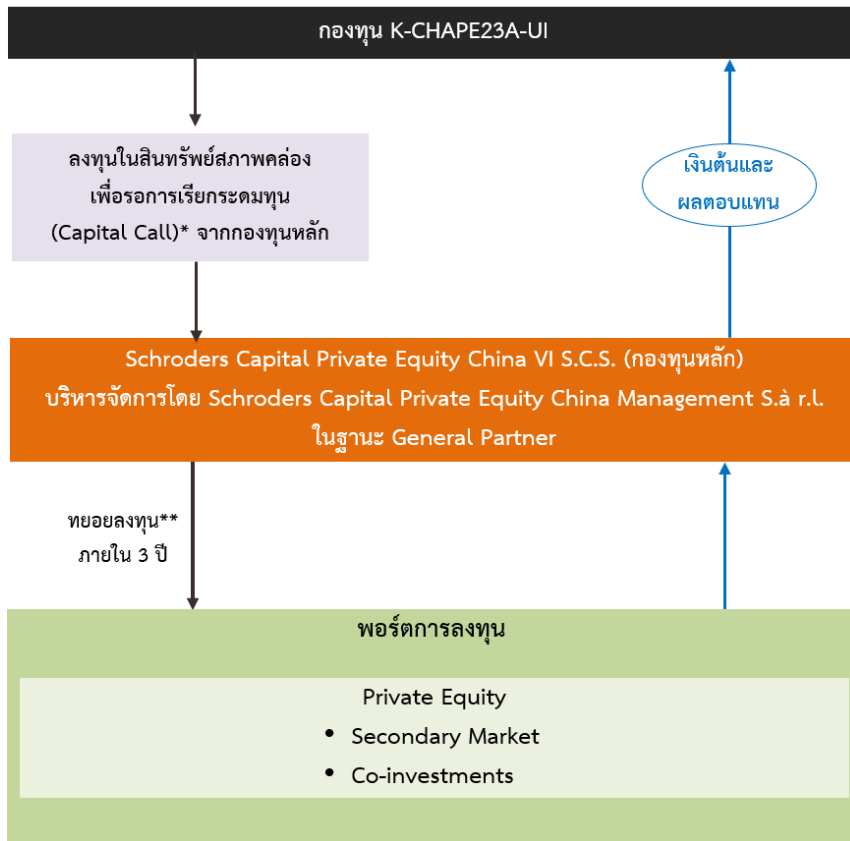 กองทุน K-CHAPE23A-UI
ลงทุนในสินทรัพย์สภาพคล่อง
เพื่อรอการเรียกระดมทุน
(Capital Call)* จากกองทุนหลัก
เงินต้นและ
ผลตอบแทน
Schroders Capital Private Equity China VI S.C.S. (กองทุนหลัก)
บริหารจัดการโดย Schroders Capital Private Equity China Management S.à r.l.
ในฐานะ General Partner
ทยอยลงทุน**
ภายใน 3 ปี
พอร์ตการลงทุน
Private Equity
• Secondary Market
• Co-investments